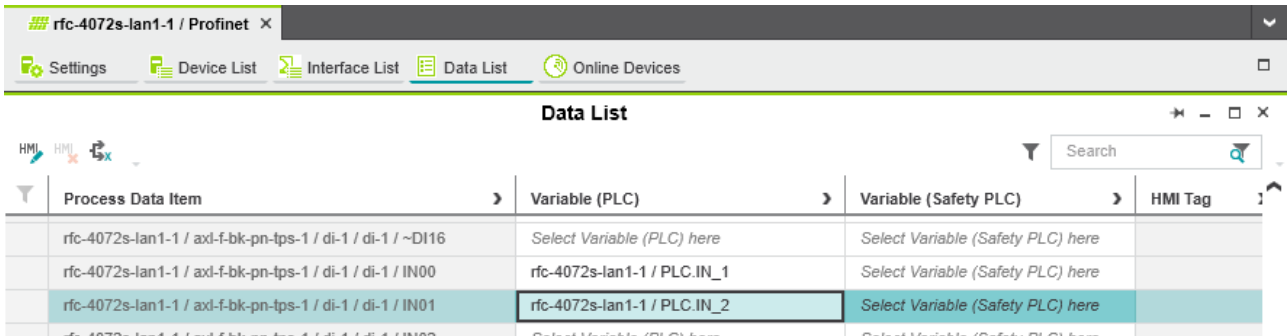 rfc-4072s-lan1-1 / Profinet
Settings Device List Interface List Data List Online Devices
Data List
HMI HMI Search
Process Data Item Variable (PLC) Variable (Safety PLC) HMI Tag
rfc-4072s-lan1-1 / axl-f-bk-pn-tps-1 / di-1 / di-1 / ~DI16 Select Variable (PLC) here Select Variable (Safety PLC) here
rfc-4072s-lan1-1 / axl-f-bk-pn-tps-1 / di-1 / di-1 / IN00 rfc-4072s-lan1-1 / PLC.IN_1 Select Variable (Safety PLC) here
rfc-4072s-lan1-1 / axl-f-bk-pn-tps-1 / di-1 / di-1 / IN01 rfc-4072s-lan1-1 / PLC.IN_2 Select Variable (Safety PLC) here